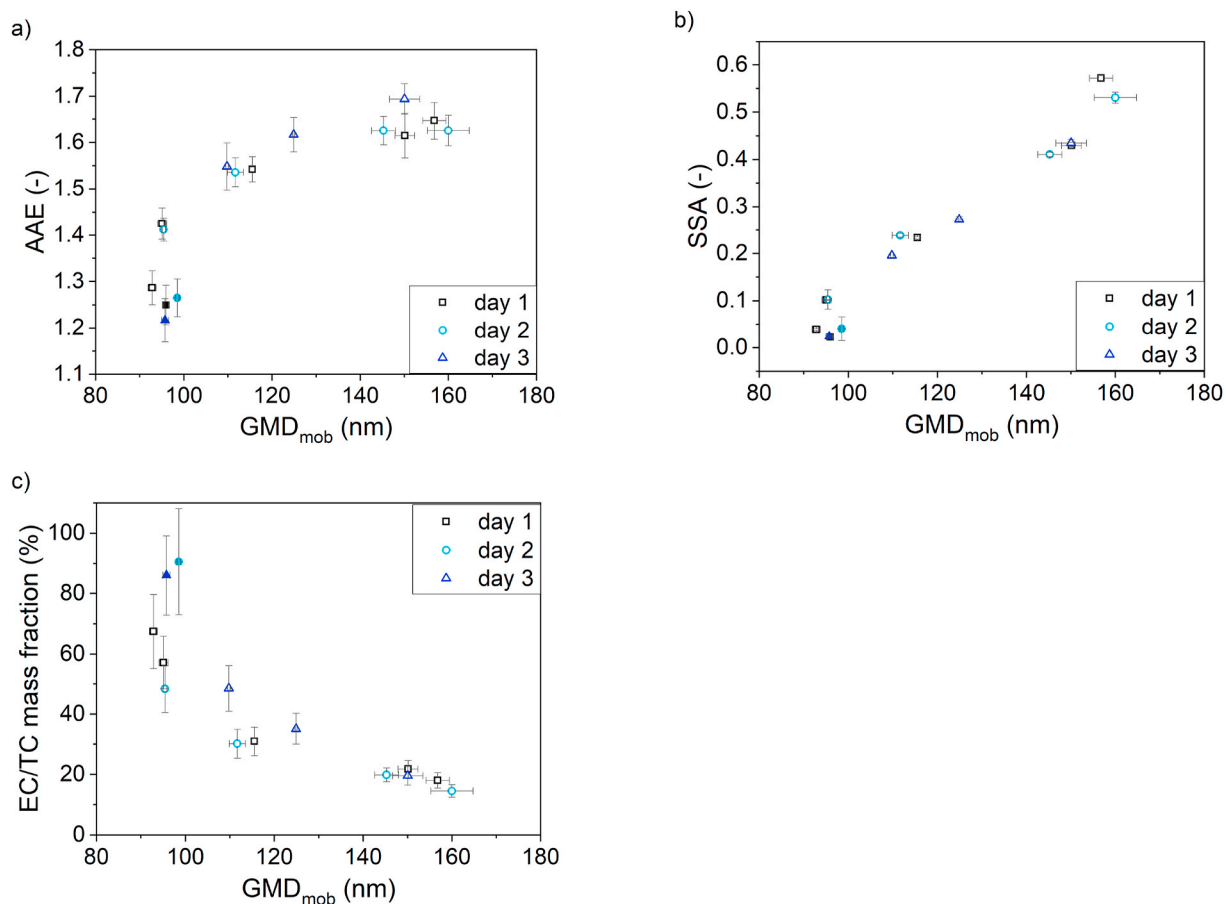 a)
AAE (-)
1.8
1.7
1.6
1.5
1.4
1.3
1.2
1.1
80 100 120 140 160 180
GMD_mob (nm)
day 1
day 2
day 3
b)
SSA (-)
0.6
0.5
0.4
0.3
0.2
0.1
0.0
80 100 120 140 160 180
GMD_mob (nm)
day 1
day 2
day 3
c)
EC/TC mass fraction (%)
100
80
60
40
20
0
80 100 120 140 160 180
GMD_mob (nm)
day 1
day 2
day 3